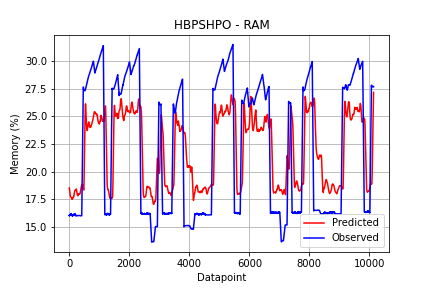 HBPSHPO - RAM
Memory (%)
30.0
27.5
25.0
22.5
20.0
17.5
15.0
0 2000 4000 6000 8000 10000
Datapoint
Predicted
Observed